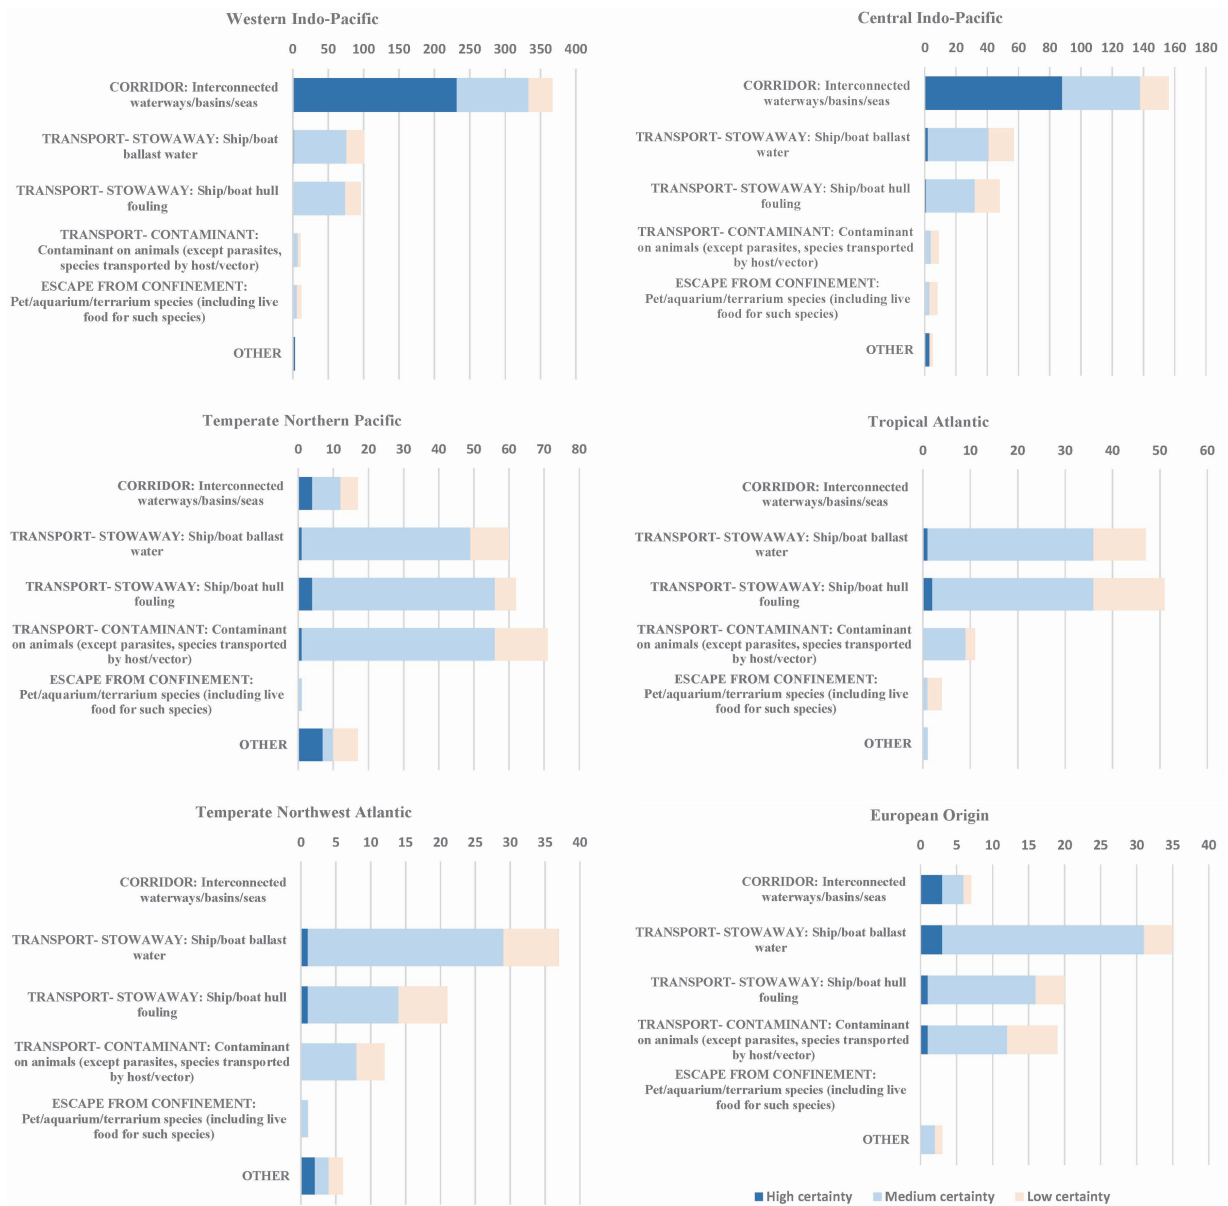 Western Indo-Pacific
0 50 100 150 200 250 300 350 400
CORRIDOR: Interconnected
waterways/basins/seas
TRANSPORT- STOWAWAY: Ship/boat
ballast water
TRANSPORT- STOWAWAY: Ship/boat hull
fouling
TRANSPORT- CONTAMINANT:
Contaminant on animals (except parasites,
species transported by host/vector)
ESCAPE FROM CONFINEMENT:
Pet/aquarium/terrarium species (including live
food for such species)
OTHER
Central Indo-Pacific
0 20 40 60 80 100 120 140 160 180
CORRIDOR: Interconnected
waterways/basins/seas
TRANSPORT- STOWAWAY: Ship/boat ballast
water
TRANSPORT- STOWAWAY: Ship/boat hull
fouling
TRANSPORT- CONTAMINANT: Contaminant
on animals (except parasites, species transported
by host/vector)
ESCAPE FROM CONFINEMENT:
Pet/aquarium/terrarium species (including live
food for such species)
OTHER
Temperate Northern Pacific
0 10 20 30 40 50 60 70 80
CORRIDOR: Interconnected
waterways/basins/seas
TRANSPORT- STOWAWAY: Ship/boat ballast
water
TRANSPORT- STOWAWAY: Ship/boat hull
fouling
TRANSPORT- CONTAMINANT: Contaminant
on animals (except parasites, species transported
by host/vector)
ESCAPE FROM CONFINEMENT:
Pet/aquarium/terrarium species (including live
food for such species)
OTHER
Tropical Atlantic
0 10 20 30 40 50 60
CORRIDOR: Interconnected
waterways/basins/seas
TRANSPORT- STOWAWAY: Ship/boat ballast
water
TRANSPORT- STOWAWAY: Ship/boat hull
fouling
TRANSPORT- CONTAMINANT: Contaminant
on animals (except parasites, species transported
by host/vector)
ESCAPE FROM CONFINEMENT:
Pet/aquarium/terrarium species (including live
food for such species)
OTHER
Temperate Northwest Atlantic
0 5 10 15 20 25 30 35 40
CORRIDOR: Interconnected
waterways/basins/seas
TRANSPORT- STOWAWAY: Ship/boat ballast
water
TRANSPORT- STOWAWAY: Ship/boat hull
fouling
TRANSPORT- CONTAMINANT: Contaminant
on animals (except parasites, species transported
by host/vector)
ESCAPE FROM CONFINEMENT:
Pet/aquarium/terrarium species (including live
food for such species)
OTHER
European Origin
0 5 10 15 20 25 30 35 40
CORRIDOR: Interconnected
waterways/basins/seas
TRANSPORT- STOWAWAY: Ship/boat ballast
water
TRANSPORT- STOWAWAY: Ship/boat hull
fouling
TRANSPORT- CONTAMINANT: Contaminant
on animals (except parasites, species transported
by host/vector)
ESCAPE FROM CONFINEMENT:
Pet/aquarium/terrarium species (including live
food for such species)
OTHER
High certainty Medium certainty Low certainty